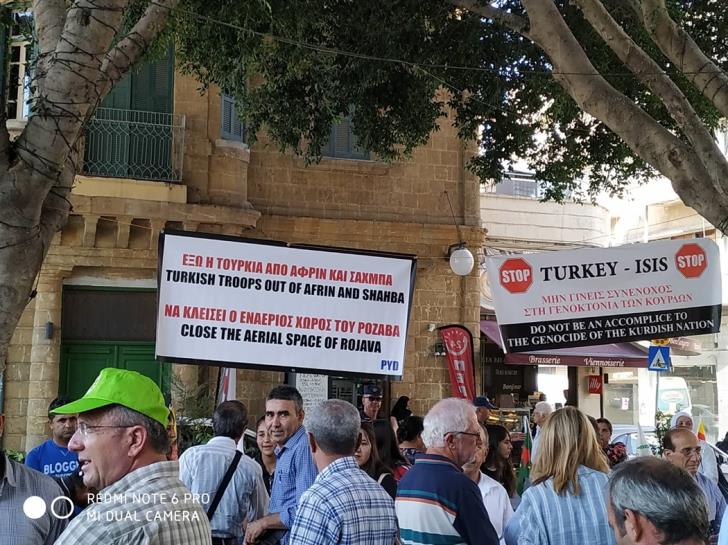 ΕΞΩ Η ΤΟΥΡΚΙΑ ΑΠΟ ΑΦΡΙΝ ΚΑΙ ΣΑΧΜΠΑ
TURKISH TROOPS OUT OF AFRIN AND SHAHBA
ΝΑ ΚΛΕΙΣΕΙ Ο ΕΝΑΕΡΙΟΣ ΧΩΡΟΣ ΤΟΥ ΡΟΖΑΒΑ
CLOSE THE AERIAL SPACE OF ROJAVA
PYD
STOP TURKEY - ISIS STOP
ΜΗΝ ΓΙΝΕΙΣ ΣΥΝΕΝΟΧΟΣ
ΣΤΗ ΓΕΝΟΚΤΟΝΙΑ ΤΩΝ ΚΟΥΡΔΩΝ
DO NOT BE AN ACCOMPLICE TO
THE GENOCIDE OF THE KURDISH NATION
Brasserie Viennoiserie
illy
Bonjour
BLOGG
REDMI NOTE 6 PRO
MI DUAL CAMERA